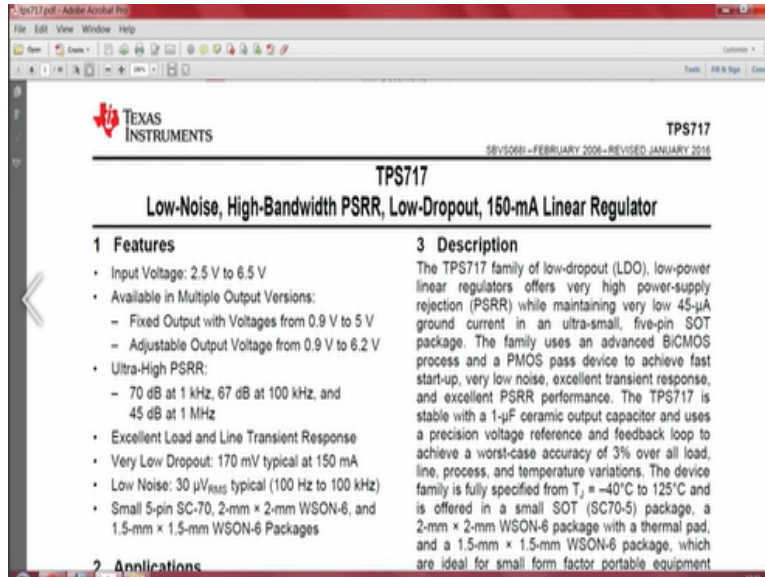 tps717.pdf - Adobe Acrobat Pro
File Edit View Window Help
Open Create Customize
Tools Fill & Sign Com
TEXAS
INSTRUMENTS
TPS717
SBVS068I – FEBRUARY 2006 – REVISED JANUARY 2016
TPS717
Low-Noise, High-Bandwidth PSRR, Low-Dropout, 150-mA Linear Regulator
1 Features
• Input Voltage: 2.5 V to 6.5 V
• Available in Multiple Output Versions:
– Fixed Output with Voltages from 0.9 V to 5 V
– Adjustable Output Voltage from 0.9 V to 6.2 V
• Ultra-High PSRR:
– 70 dB at 1 kHz, 67 dB at 100 kHz, and
45 dB at 1 MHz
• Excellent Load and Line Transient Response
• Very Low Dropout: 170 mV typical at 150 mA
• Low Noise: 30 µVRMS typical (100 Hz to 100 kHz)
• Small 5-pin SC-70, 2-mm × 2-mm WSON-6, and
1.5-mm × 1.5-mm WSON-6 Packages
2 Applications
3 Description
The TPS717 family of low-dropout (LDO), low-power
linear regulators offers very high power-supply
rejection (PSRR) while maintaining very low 45-µA
ground current in an ultra-small, five-pin SOT
package. The family uses an advanced BiCMOS
process and a PMOS pass device to achieve fast
start-up, very low noise, excellent transient response,
and excellent PSRR performance. The TPS717 is
stable with a 1-µF ceramic output capacitor and uses
a precision voltage reference and feedback loop to
achieve a worst-case accuracy of 3% over all load,
line, process, and temperature variations. The device
family is fully specified from TJ = –40°C to 125°C and
is offered in a small SOT (SC70-5) package, a
2-mm × 2-mm WSON-6 package with a thermal pad,
and a 1.5-mm × 1.5-mm WSON-6 package, which
are ideal for small form factor portable equipment